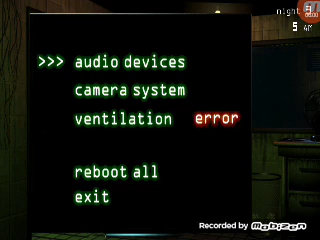 night 5
5 AM
>>> audio devices
camera system
ventilation error
reboot all
exit
Recorded by Mobizen